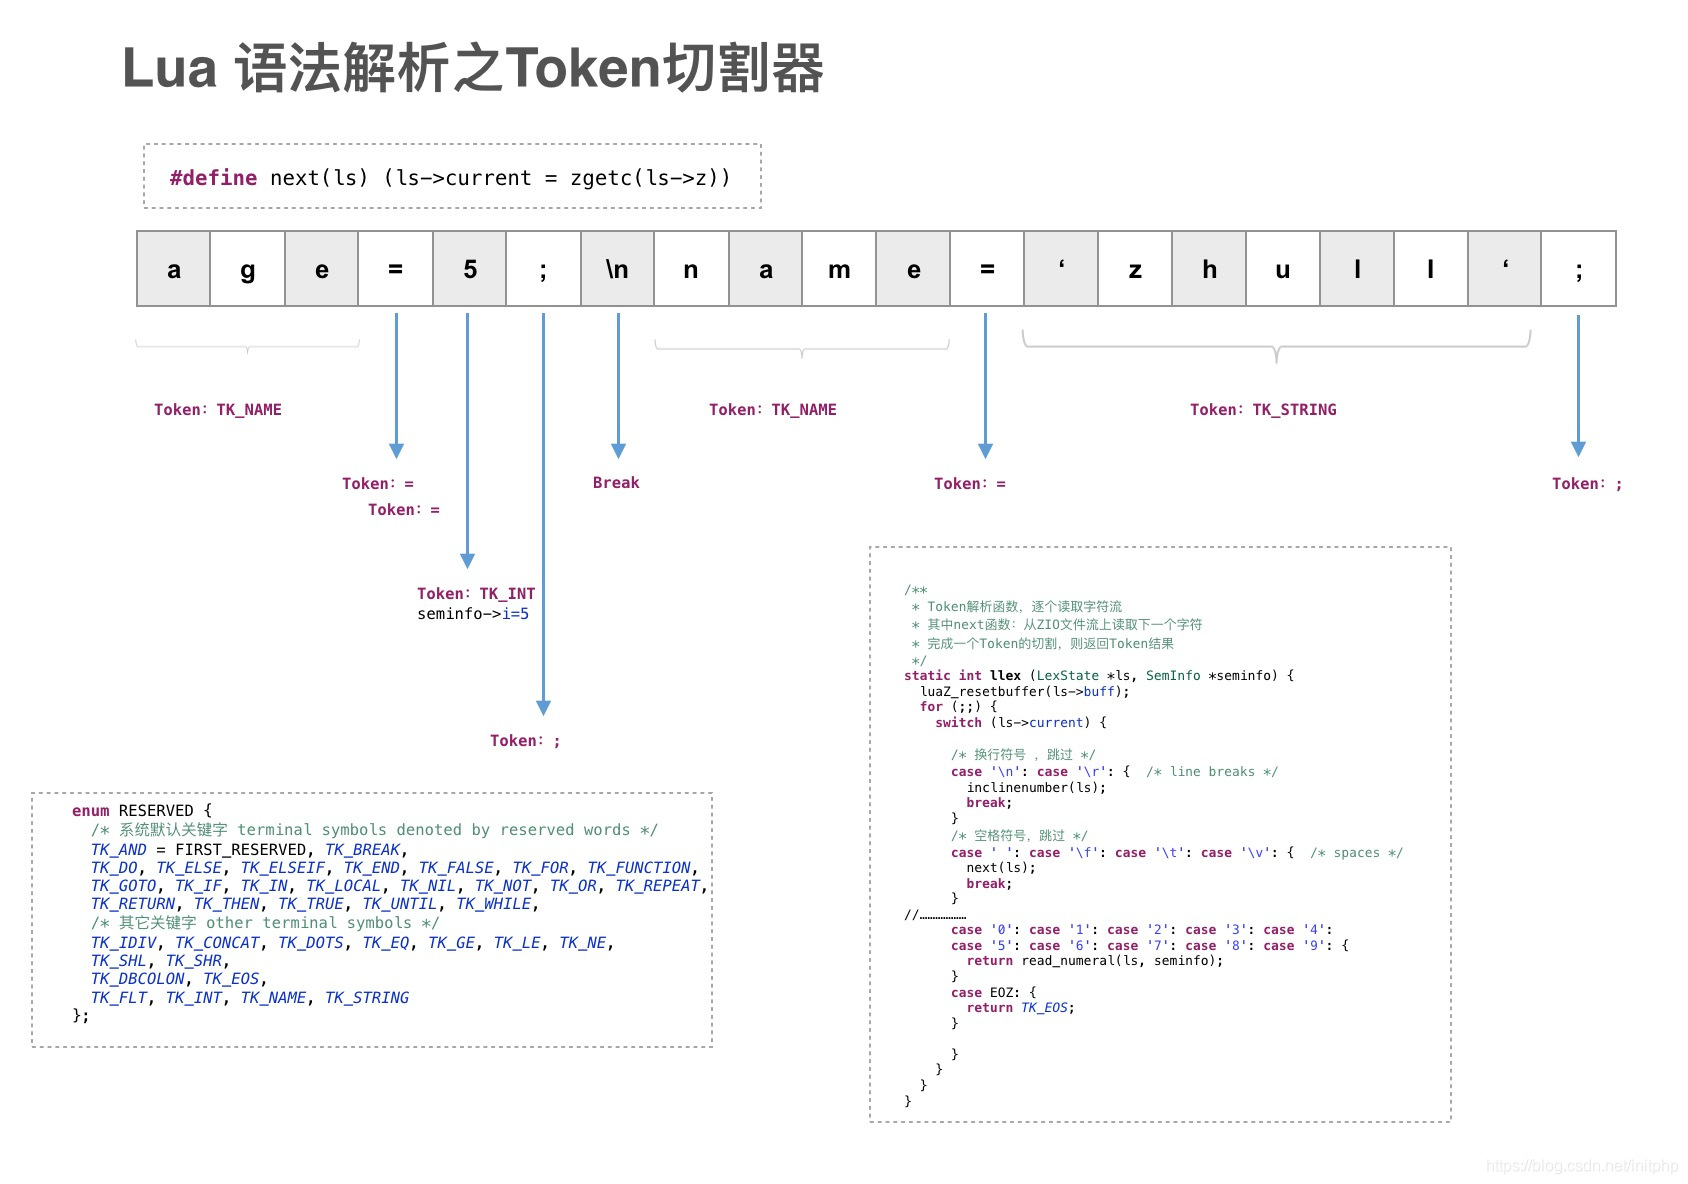 Lua 语法解析之Token切割器
#define next(ls) (ls->current = zgetc(ls->z))
a g e = 5 ; \n n a m e = ‘ z h u l l ‘ ;
Token: TK_NAME
Token: TK_NAME
Token: TK_STRING
Token: =
Break
Token: =
Token: ;
Token: =
Token: TK_INT
seminfo->i=5
Token: ;
enum RESERVED {
/* 系统默认关键字 terminal symbols denoted by reserved words */
TK_AND = FIRST_RESERVED, TK_BREAK,
TK_DO, TK_ELSE, TK_ELSEIF, TK_END, TK_FALSE, TK_FOR, TK_FUNCTION,
TK_GOTO, TK_IF, TK_IN, TK_LOCAL, TK_NIL, TK_NOT, TK_OR, TK_REPEAT,
TK_RETURN, TK_THEN, TK_TRUE, TK_UNTIL, TK_WHILE,
/* 其它关键字 other terminal symbols */
TK_IDIV, TK_CONCAT, TK_DOTS, TK_EQ, TK_GE, TK_LE, TK_NE,
TK_SHL, TK_SHR,
TK_DBCOLON, TK_EOS,
TK_FLT, TK_INT, TK_NAME, TK_STRING
};
/**
* Token解析函数，逐个读取字符流
* 其中next函数：从ZIO文件流上读取下一个字符
* 完成一个Token的切割，则返回Token结果
*/
static int llex (LexState *ls, SemInfo *seminfo) {
luaZ_resetbuffer(ls->buff);
for (;;) {
switch (ls->current) {
/* 换行符号 ，跳过 */
case '\n': case '\r': { /* line breaks */
inclinenumber(ls);
break;
}
/* 空格符号，跳过 */
case ' ': case '\f': case '\t': case '\v': { /* spaces */
next(ls);
break;
}
//………………
case '0': case '1': case '2': case '3': case '4':
case '5': case '6': case '7': case '8': case '9': {
return read_numeral(ls, seminfo);
}
case EOZ: {
return TK_EOS;
}
}
}
}
}
https://blog.csdn.net/initphp